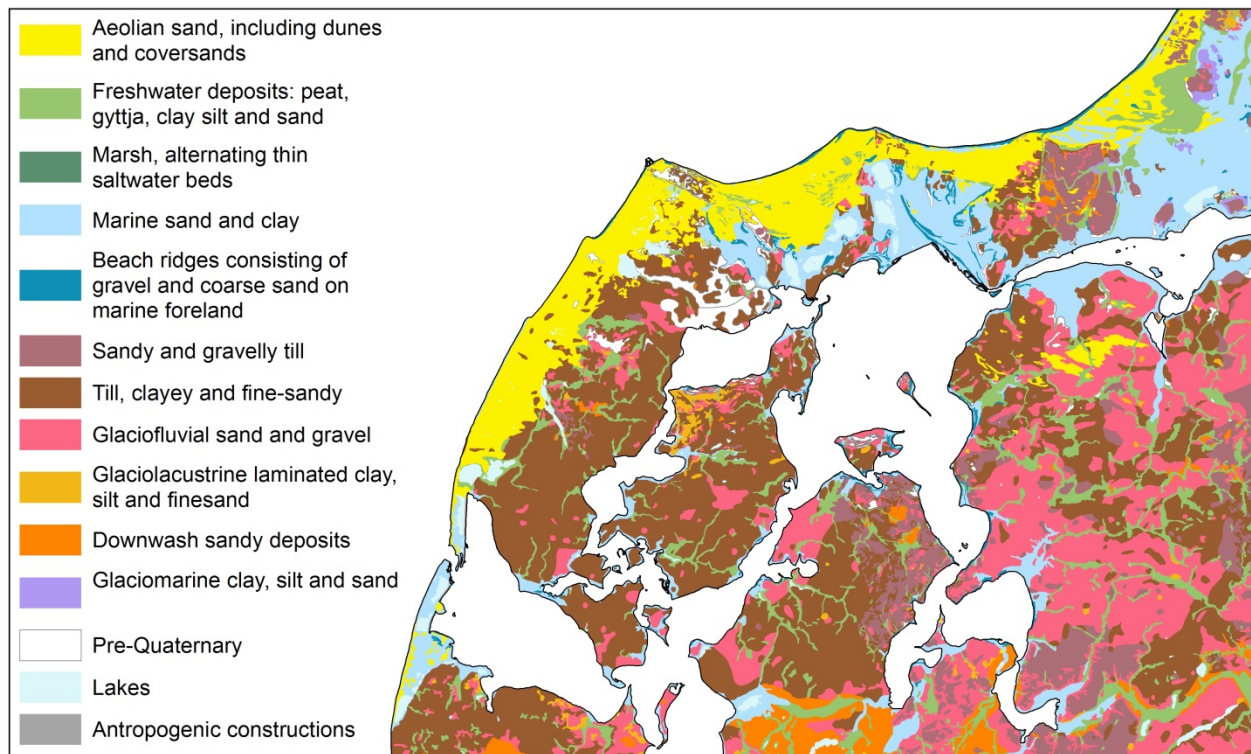 Aeolian sand, including dunes
and coversands
Freshwater deposits: peat,
gyttja, clay silt and sand
Marsh, alternating thin
saltwater beds
Marine sand and clay
Beach ridges consisting of
gravel and coarse sand on
marine foreland
Sandy and gravelly till
Till, clayey and fine-sandy
Glaciofluvial sand and gravel
Glaciolacustrine laminated clay,
silt and finesand
Downwash sandy deposits
Glaciomarine clay, silt and sand
Pre-Quaternary
Lakes
Antropogenic constructions